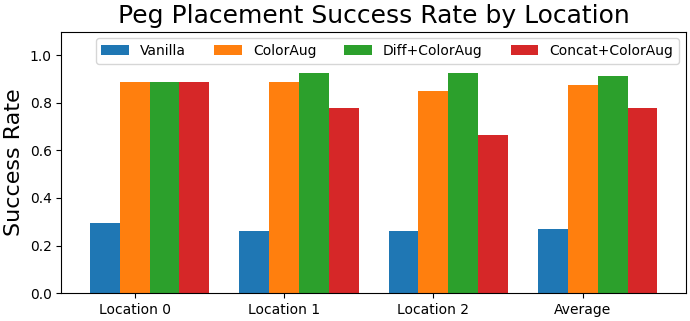 Peg Placement Success Rate by Location
Vanilla ColorAug Diff+ColorAug Concat+ColorAug
Success Rate
1.0
0.8
0.6
0.4
0.2
0.0
Location 0 Location 1 Location 2 Average